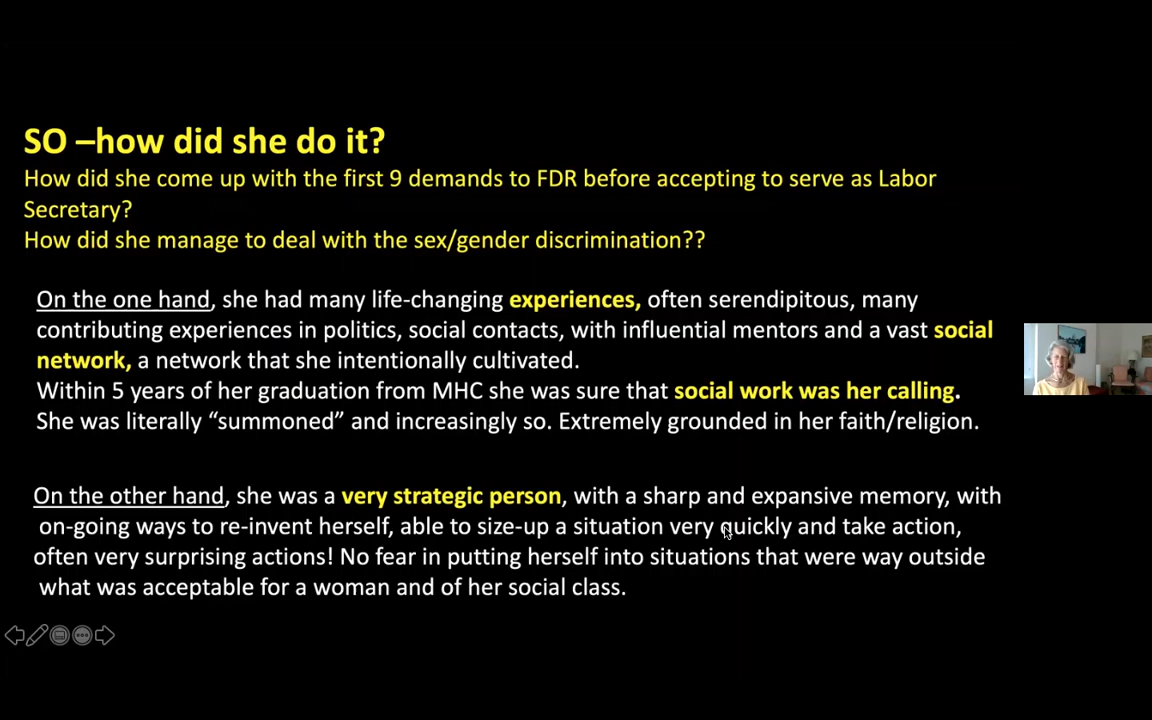 SO –how did she do it?
How did she come up with the first 9 demands to FDR before accepting to serve as Labor
Secretary?
How did she manage to deal with the sex/gender discrimination??
On the one hand, she had many life-changing experiences, often serendipitous, many
contributing experiences in politics, social contacts, with influential mentors and a vast social
network, a network that she intentionally cultivated.
Within 5 years of her graduation from MHC she was sure that social work was her calling.
She was literally “summoned” and increasingly so. Extremely grounded in her faith/religion.
On the other hand, she was a very strategic person, with a sharp and expansive memory, with
on-going ways to re-invent herself, able to size-up a situation very quickly and take action,
often very surprising actions! No fear in putting herself into situations that were way outside
what was acceptable for a woman and of her social class.